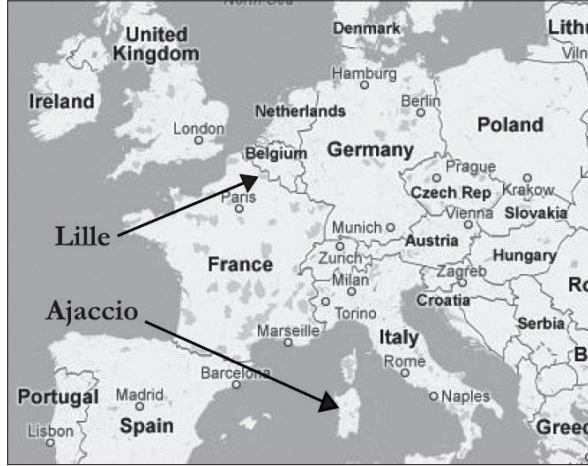 North Sea
Denmark
Lithu
Viln
United
Kingdom
Hamburg
Ireland
Netherlands
Berlin
London
Poland
Belgium
Germany
Prague
Paris
Czech Rep
Krakow
Lille
Munich
Vienna
Slovakia
Zurich
Austria
France
Hungary
Milan
Zagreb
Ro
Croatia
Ajaccio
Torino
Marseille
Serbia
Italy
Rome
B
Barcelona
Portugal
Madrid
Naples
Spain
Greec
Lisbon